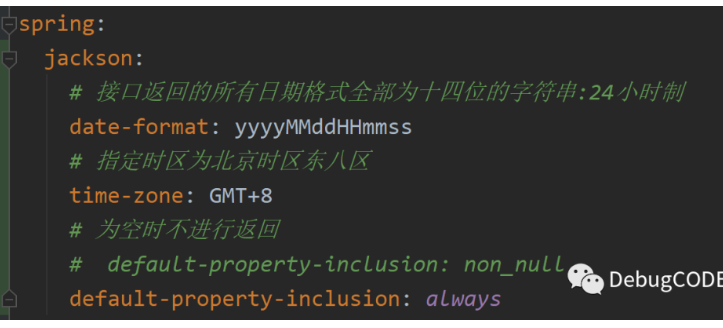 spring:
jackson:
# 接口返回的所有日期格式全部为十四位的字符串:24小时制
date-format: yyyyMMddHHmmss
# 指定时区为北京时区东八区
time-zone: GMT+8
# 为空时不进行返回
# default-property-inclusion: non_null
default-property-inclusion: always
DebugCODE